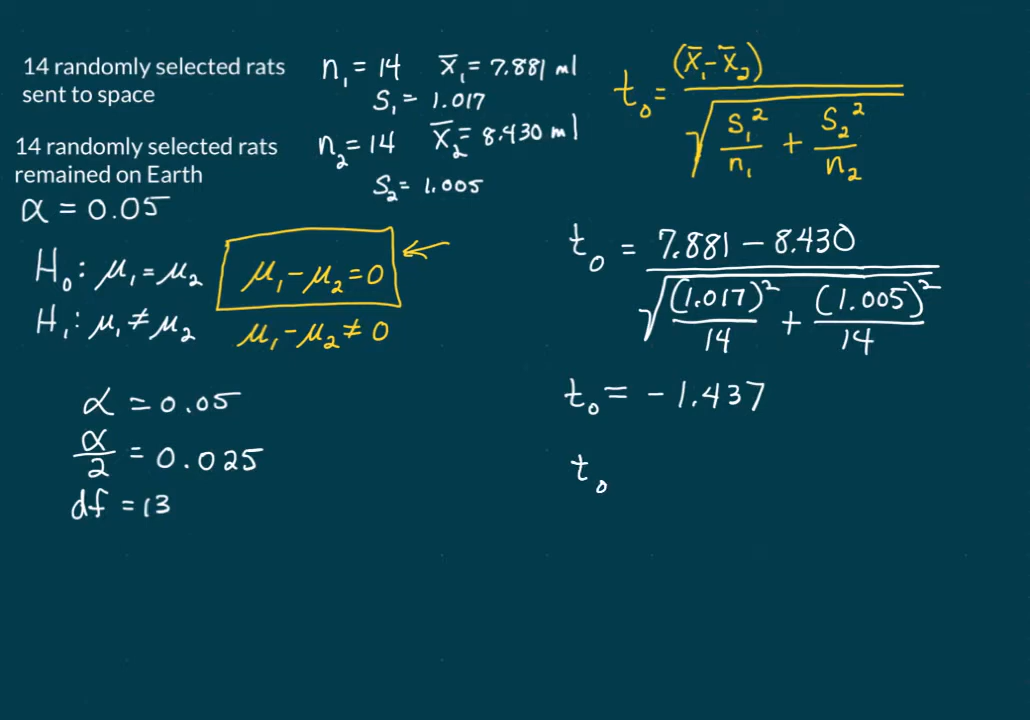 14 randomly selected rats
sent to space
n₁ = 14 x̄₁ = 7.881 ml
S₁ = 1.017
14 randomly selected rats
remained on Earth
n₂ = 14 x̄₂ = 8.430 ml
S₂ = 1.005
α = 0.05
H₀: μ₁ = μ₂ μ₁ - μ₂ = 0
H₁: μ₁ ≠ μ₂ μ₁ - μ₂ ≠ 0
α = 0.05
α/2 = 0.025
df = 13
t₀ = (x̄₁ - x̄₂) / √(S₁²/n₁ + S₂²/n₂)
t₀ = 7.881 - 8.430 / √((1.017)²/14 + (1.005)²/14)
t₀ = -1.437
t₀